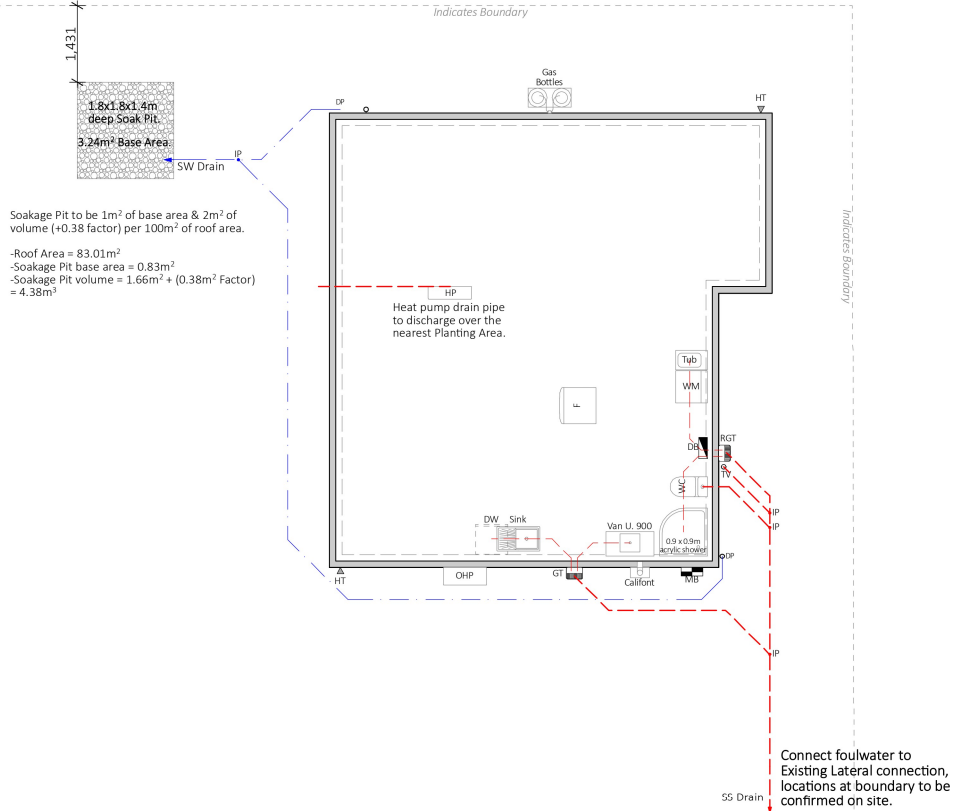 Indicates Boundary
1,431
Gas
Bottles
DP
HT
1.8x1.8x1.4m
deep Soak Pit.
3.24m² Base Area.
IP
SW Drain
Soakage Pit to be 1m² of base area & 2m² of
volume (+0.38 factor) per 100m² of roof area.
-Roof Area = 83.01m²
-Soakage Pit base area = 0.83m²
-Soakage Pit volume = 1.66m² + (0.38m² Factor)
= 4.38m³
Indicates Boundary
HP
Heat pump drain pipe
to discharge over the
nearest Planting Area.
Tub
WM
F
DB
RGT
TV
WC
IP
IP
DW
Sink
Van U. 900
0.9 x 0.9m
acrylic shower
DP
HT
OHP
GT
Califont
MB
IP
Connect foulwater to
Existing Lateral connection,
locations at boundary to be
confirmed on site.
SS Drain